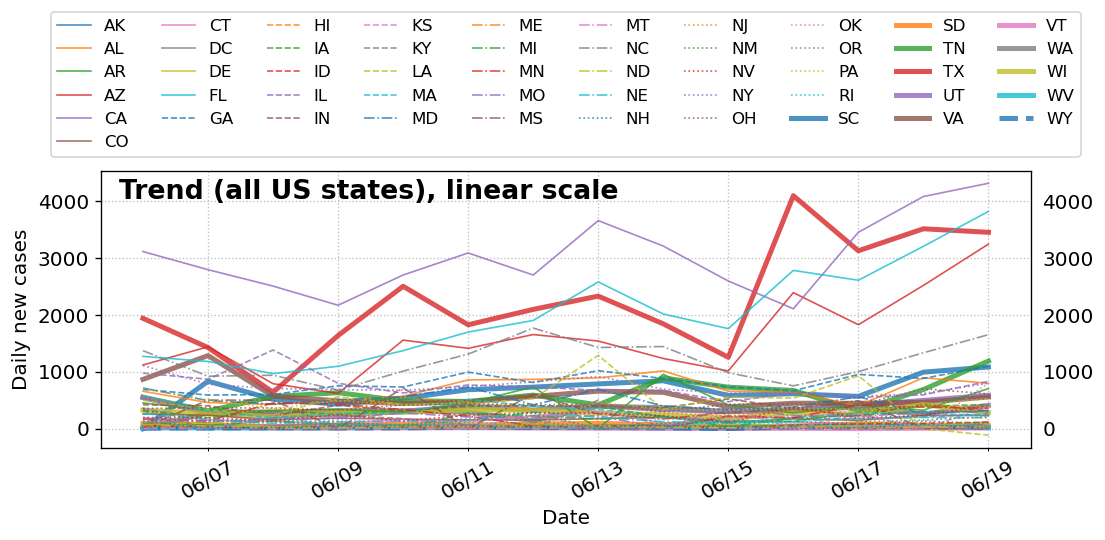 AK CT HI KS ME MT NJ OK SD VT
AL DC IA KY MI NC NM OR TN WA
AR DE ID LA MN ND NV PA TX WI
AZ FL IL MA MO NE NY RI UT WV
CA GA IN MD MS NH OH SC VA WY
CO
Trend (all US states), linear scale
4000 4000
3000 3000
2000 2000
1000 1000
0 0
Daily new cases
06/07 06/09 06/11 06/13 06/15 06/17 06/19
Date